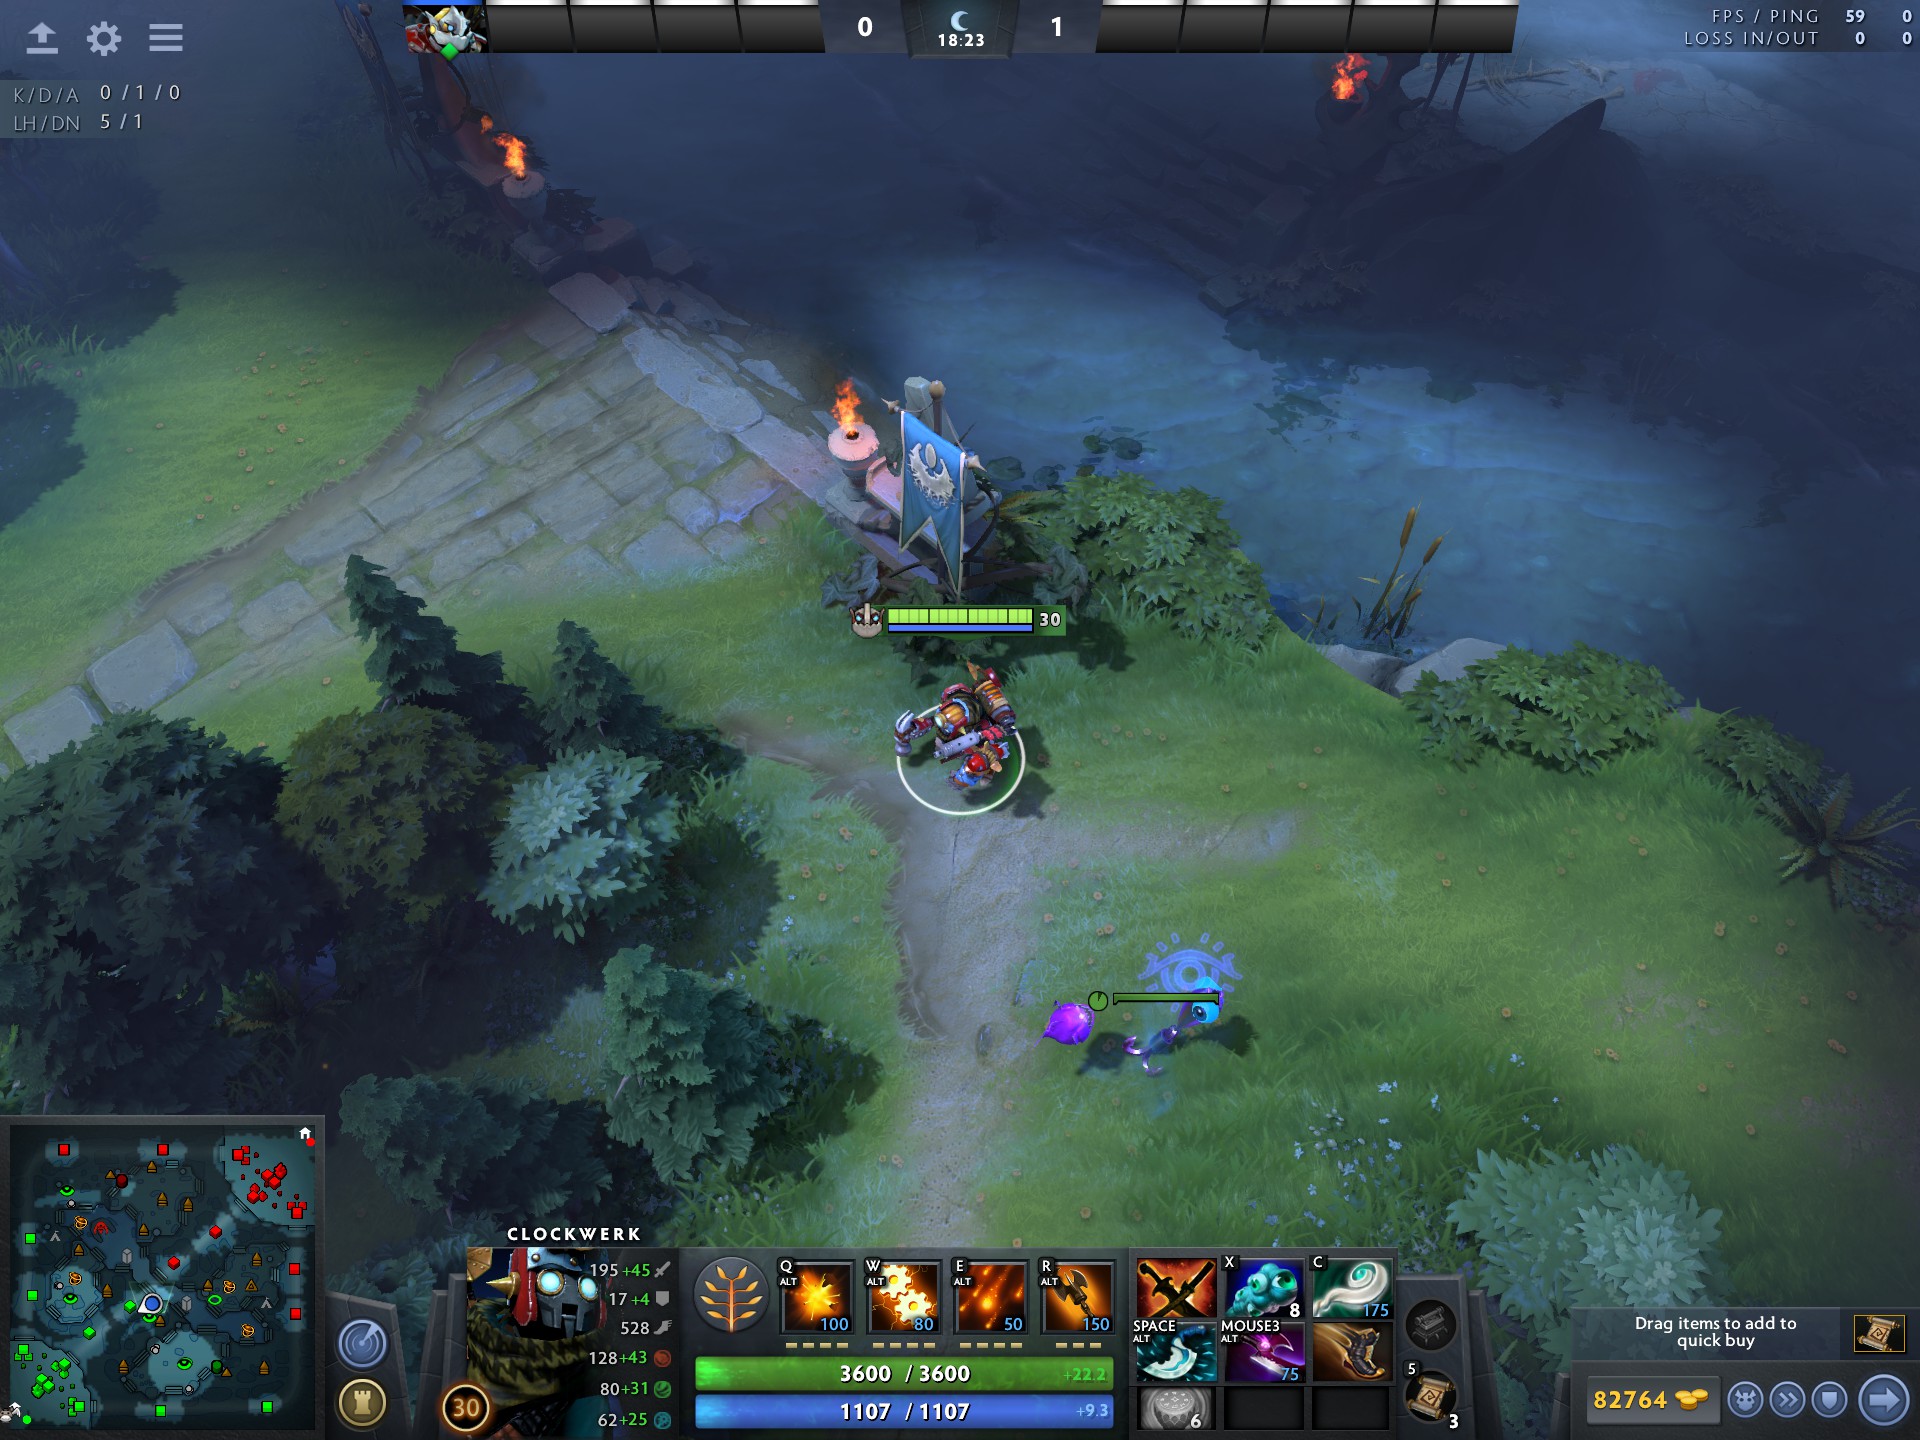 0
18:23
1
FPS / PING 59 0
LOSS IN/OUT 0 0
K/D/A 0 / 1 / 0
LH/DN 5 / 1
30
CLOCKWERK
195 +45
17 +4
528
128 +43
80 +31
62 +25
30
Q ALT 100
W ALT 80
E ALT 50
R ALT 150
3600 / 3600 +22.2
1107 / 1107 +9.3
X 8
C 175
SPACE ALT
MOUSE3 ALT 75
6
5
3
Drag items to add to
quick buy
82764